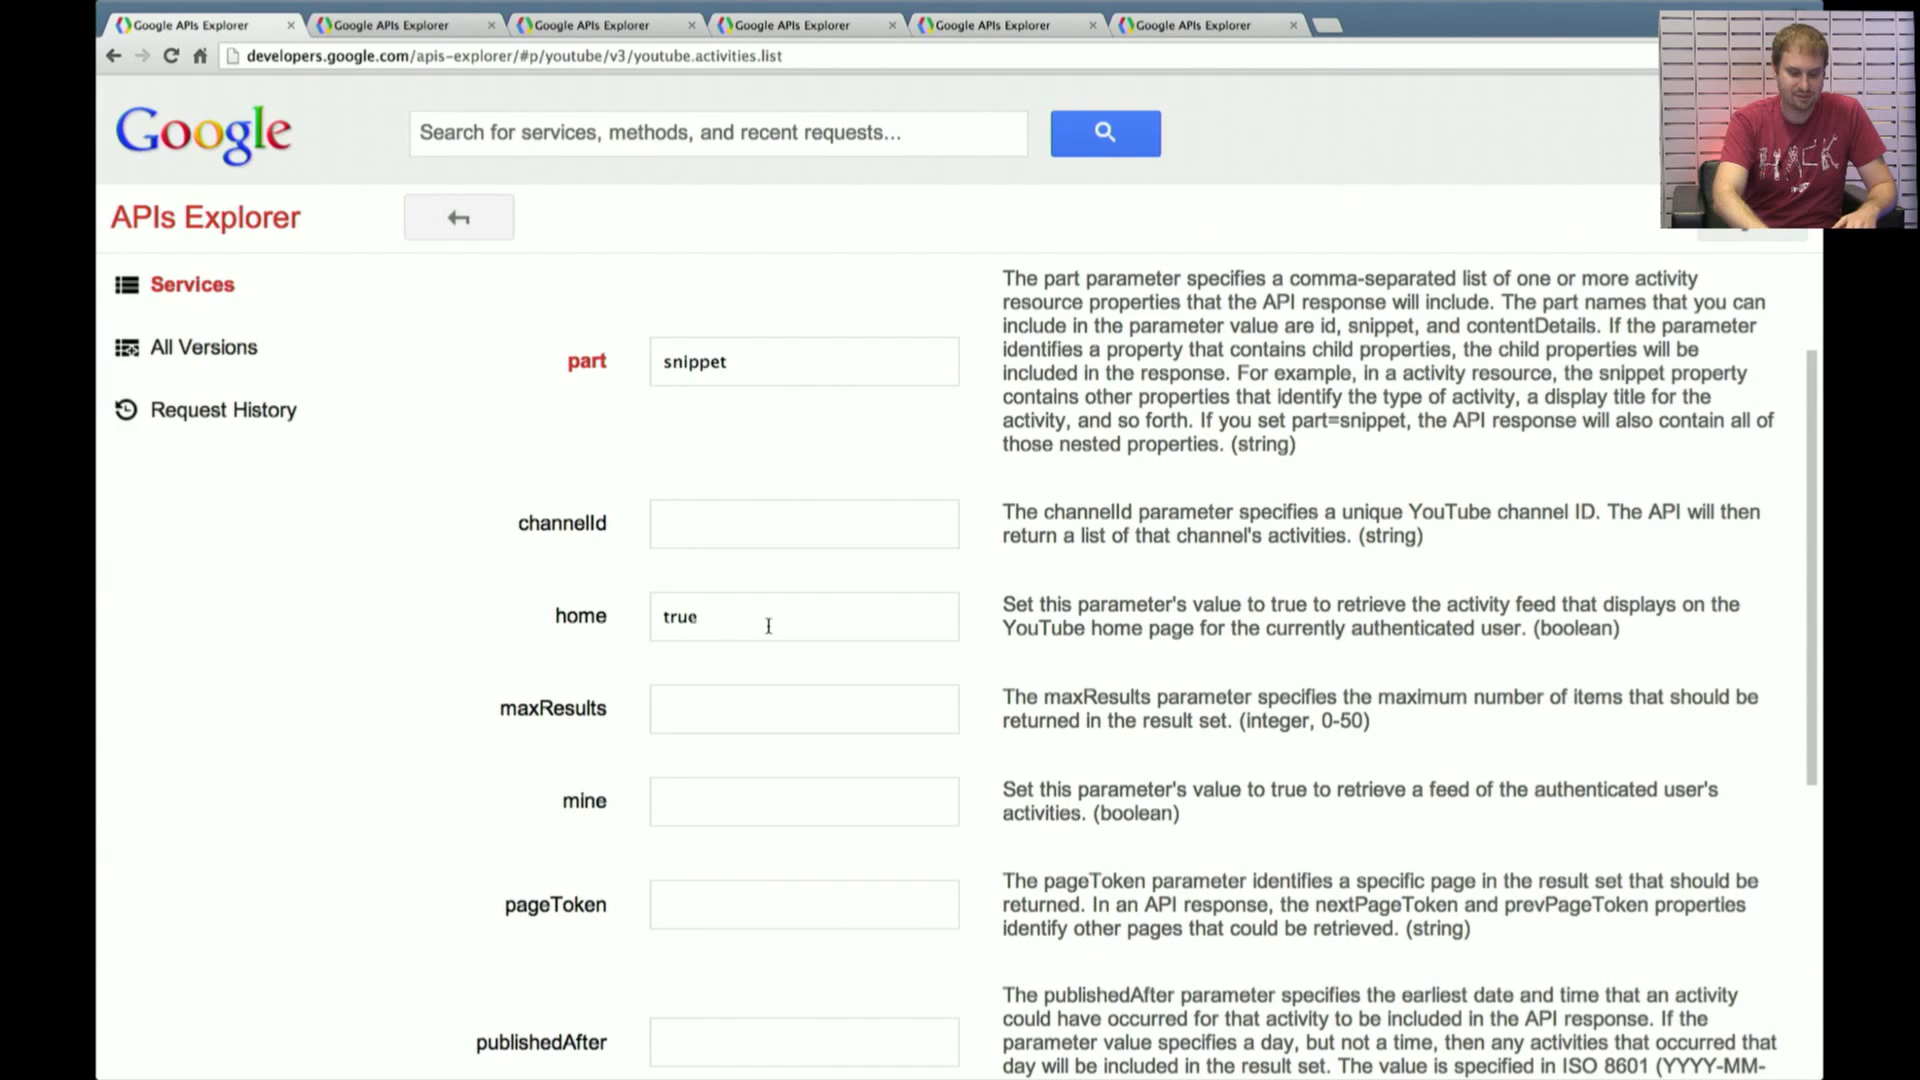 Google APIs Explorer
Google APIs Explorer
Google APIs Explorer
Google APIs Explorer
Google APIs Explorer
Google APIs Explorer
developers.google.com/apis-explorer/#p/youtube/v3/youtube.activities.list
Google
Search for services, methods, and recent requests...
HACK
APIs Explorer
Services
All Versions
Request History
part
snippet
The part parameter specifies a comma-separated list of one or more activity
resource properties that the API response will include. The part names that you can
include in the parameter value are id, snippet, and contentDetails. If the parameter
identifies a property that contains child properties, the child properties will be
included in the response. For example, in a activity resource, the snippet property
contains other properties that identify the type of activity, a display title for the
activity, and so forth. If you set part=snippet, the API response will also contain all of
those nested properties. (string)
channelId
The channelId parameter specifies a unique YouTube channel ID. The API will then
return a list of that channel's activities. (string)
home
true
Set this parameter's value to true to retrieve the activity feed that displays on the
YouTube home page for the currently authenticated user. (boolean)
maxResults
The maxResults parameter specifies the maximum number of items that should be
returned in the result set. (integer, 0-50)
mine
Set this parameter's value to true to retrieve a feed of the authenticated user's
activities. (boolean)
pageToken
The pageToken parameter identifies a specific page in the result set that should be
returned. In an API response, the nextPageToken and prevPageToken properties
identify other pages that could be retrieved. (string)
publishedAfter
The publishedAfter parameter specifies the earliest date and time that an activity
could have occurred for that activity to be included in the API response. If the
parameter value specifies a day, but not a time, then any activities that occurred that
day will be included in the result set. The value is specified in ISO 8601 (YYYY-MM-